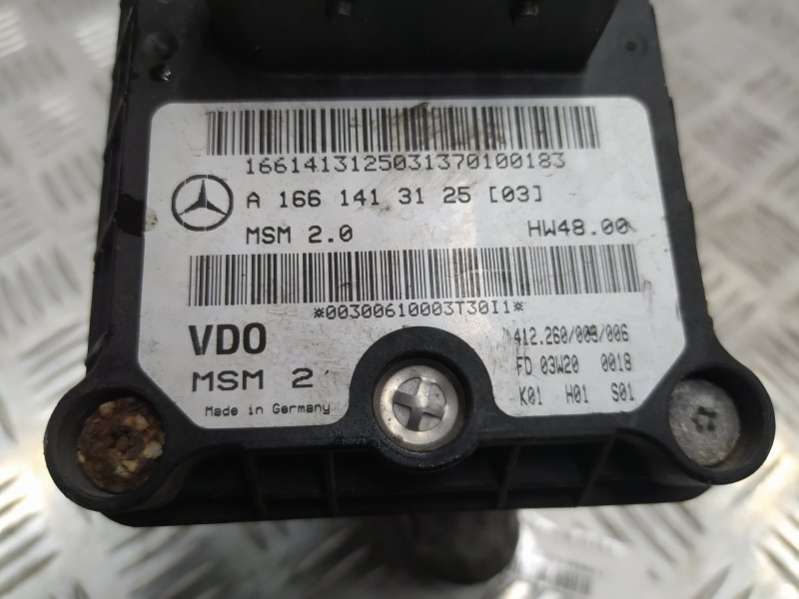 16614131250313701​00183
A 166 141 31 25 [03]
MSM 2.0 HW48.00
*00300610003T30I1*
VDO
MSM 2
Made in Germany
412.260/005/006
FD 03W20 0018
K01 H01 S01